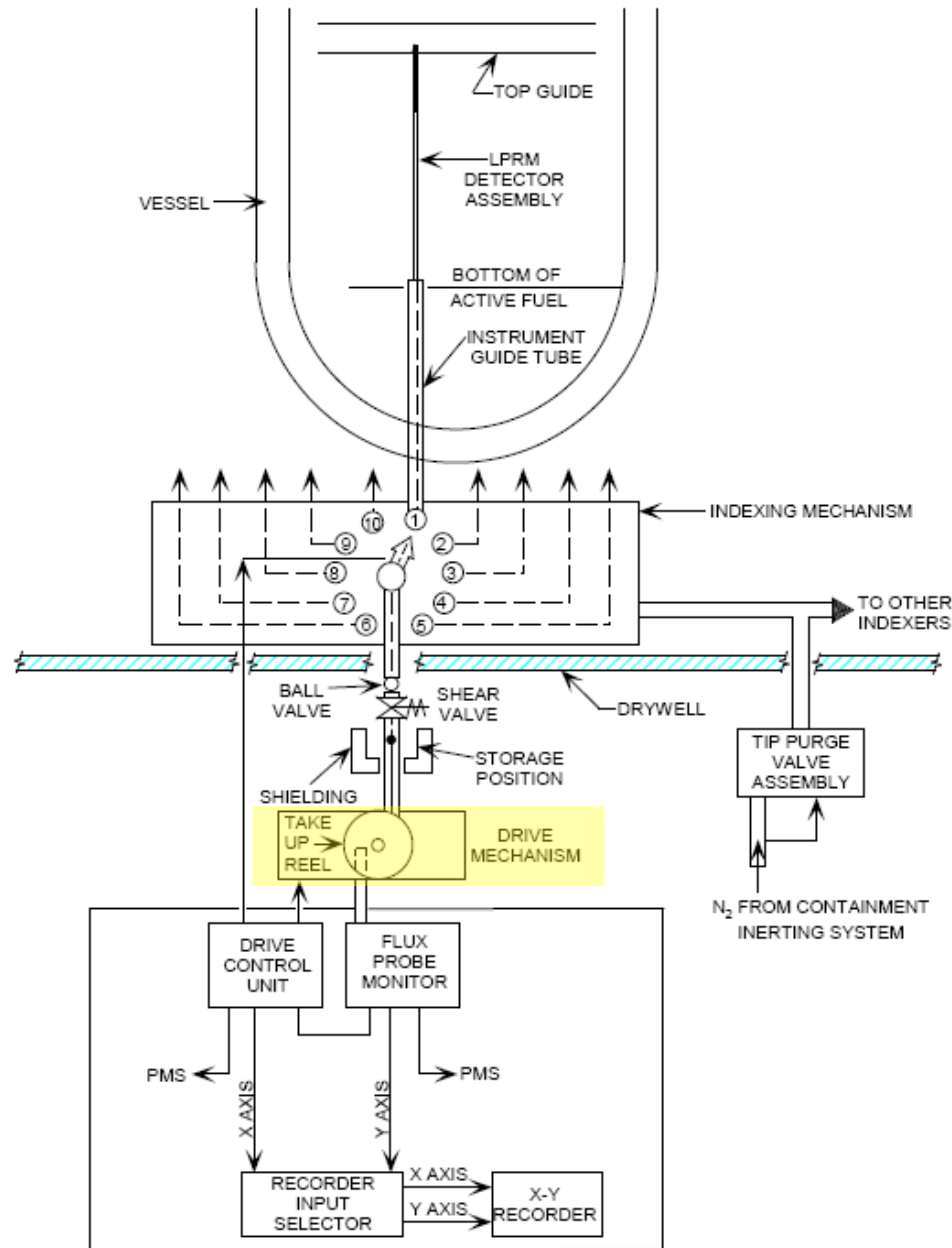 TOP GUIDE
LPRM
DETECTOR
ASSEMBLY
VESSEL
BOTTOM OF
ACTIVE FUEL
INSTRUMENT
GUIDE TUBE
INDEXING MECHANISM
10
1
9
2
8
3
7
4
6
5
TO OTHER
INDEXERS
BALL
VALVE
SHEAR
VALVE
DRYWELL
STORAGE
POSITION
SHIELDING
TIP PURGE
VALVE
ASSEMBLY
TAKE
UP
REEL
DRIVE
MECHANISM
N₂ FROM CONTAINMENT
INERTING SYSTEM
DRIVE
CONTROL
UNIT
FLUX
PROBE
MONITOR
PMS
PMS
X AXIS
Y AXIS
RECORDER
INPUT
SELECTOR
X AXIS
Y AXIS
X-Y
RECORDER